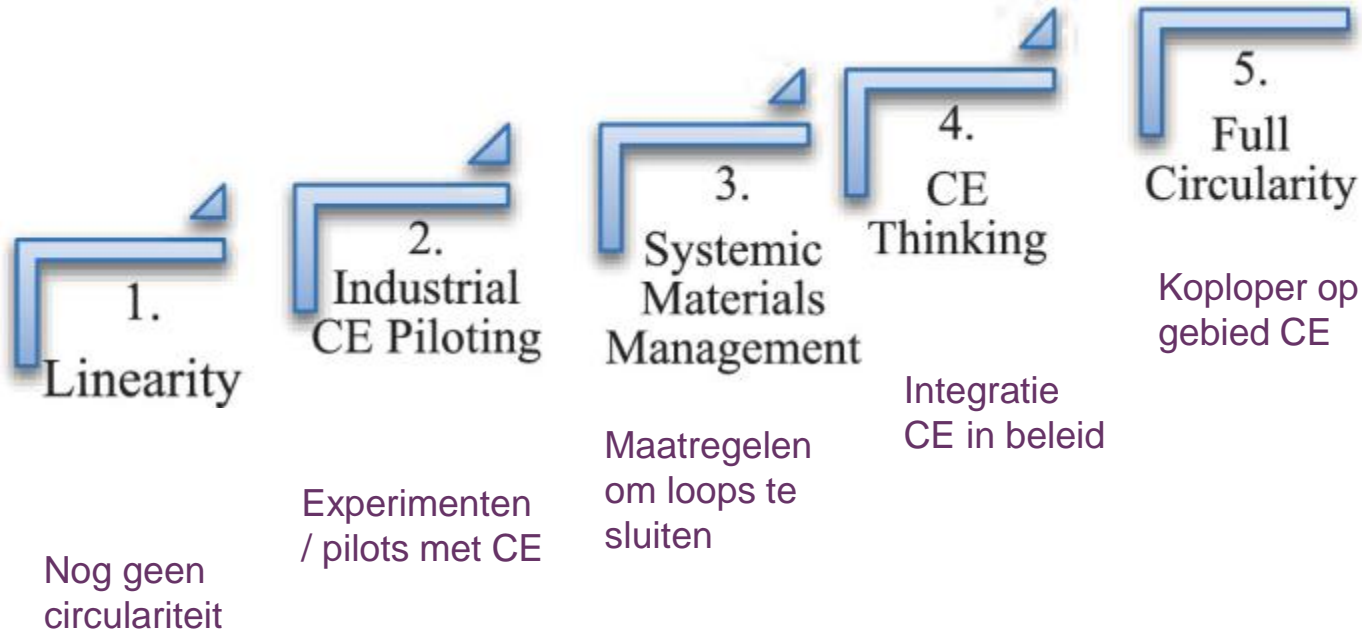 1.
Linearity
Nog geen
circulariteit
2.
Industrial
CE Piloting
Experimenten
/ pilots met CE
3.
Systemic
Materials
Management
Maatregelen
om loops te
sluiten
4.
CE
Thinking
Integratie
CE in beleid
5.
Full
Circularity
Koploper op
gebied CE